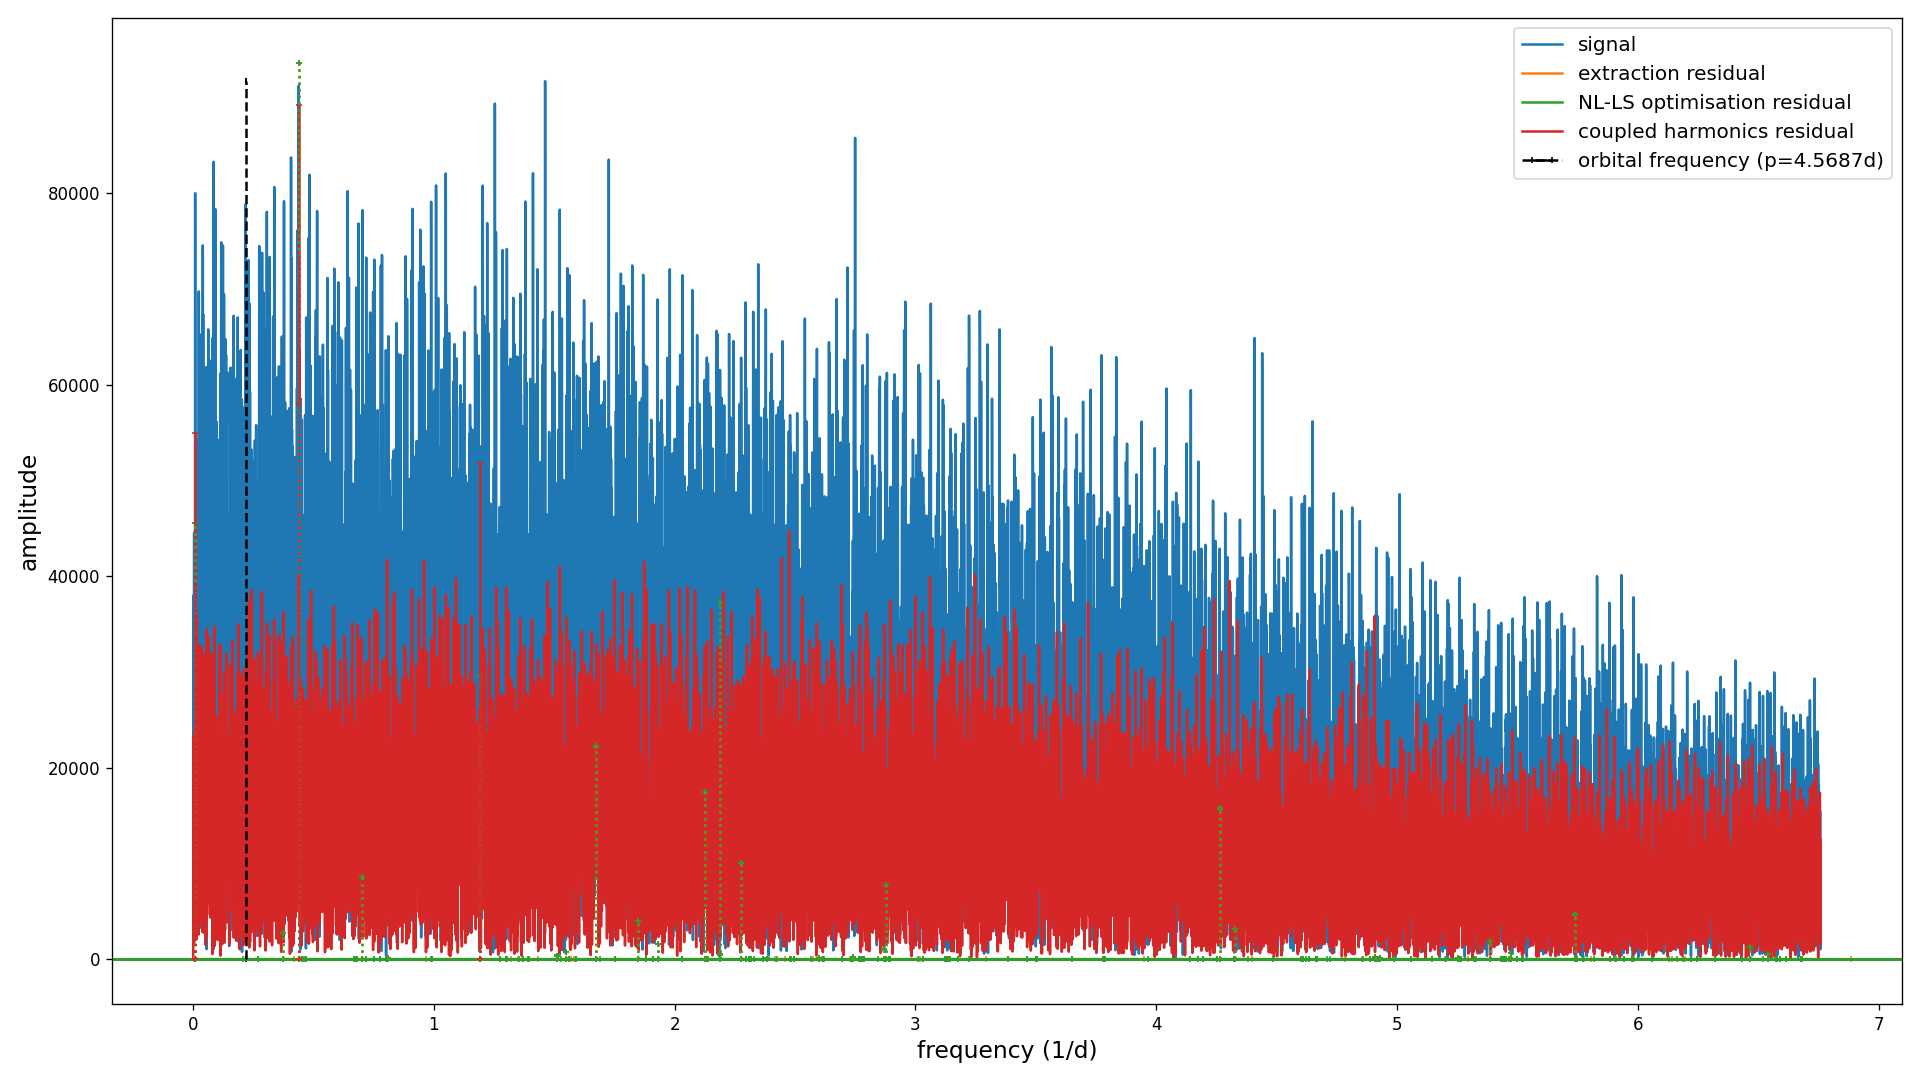 signal
extraction residual
NL-LS optimisation residual
coupled harmonics residual
orbital frequency (p=4.5687d)
amplitude
80000
60000
40000
20000
0
0 1 2 3 4 5 6 7
frequency (1/d)